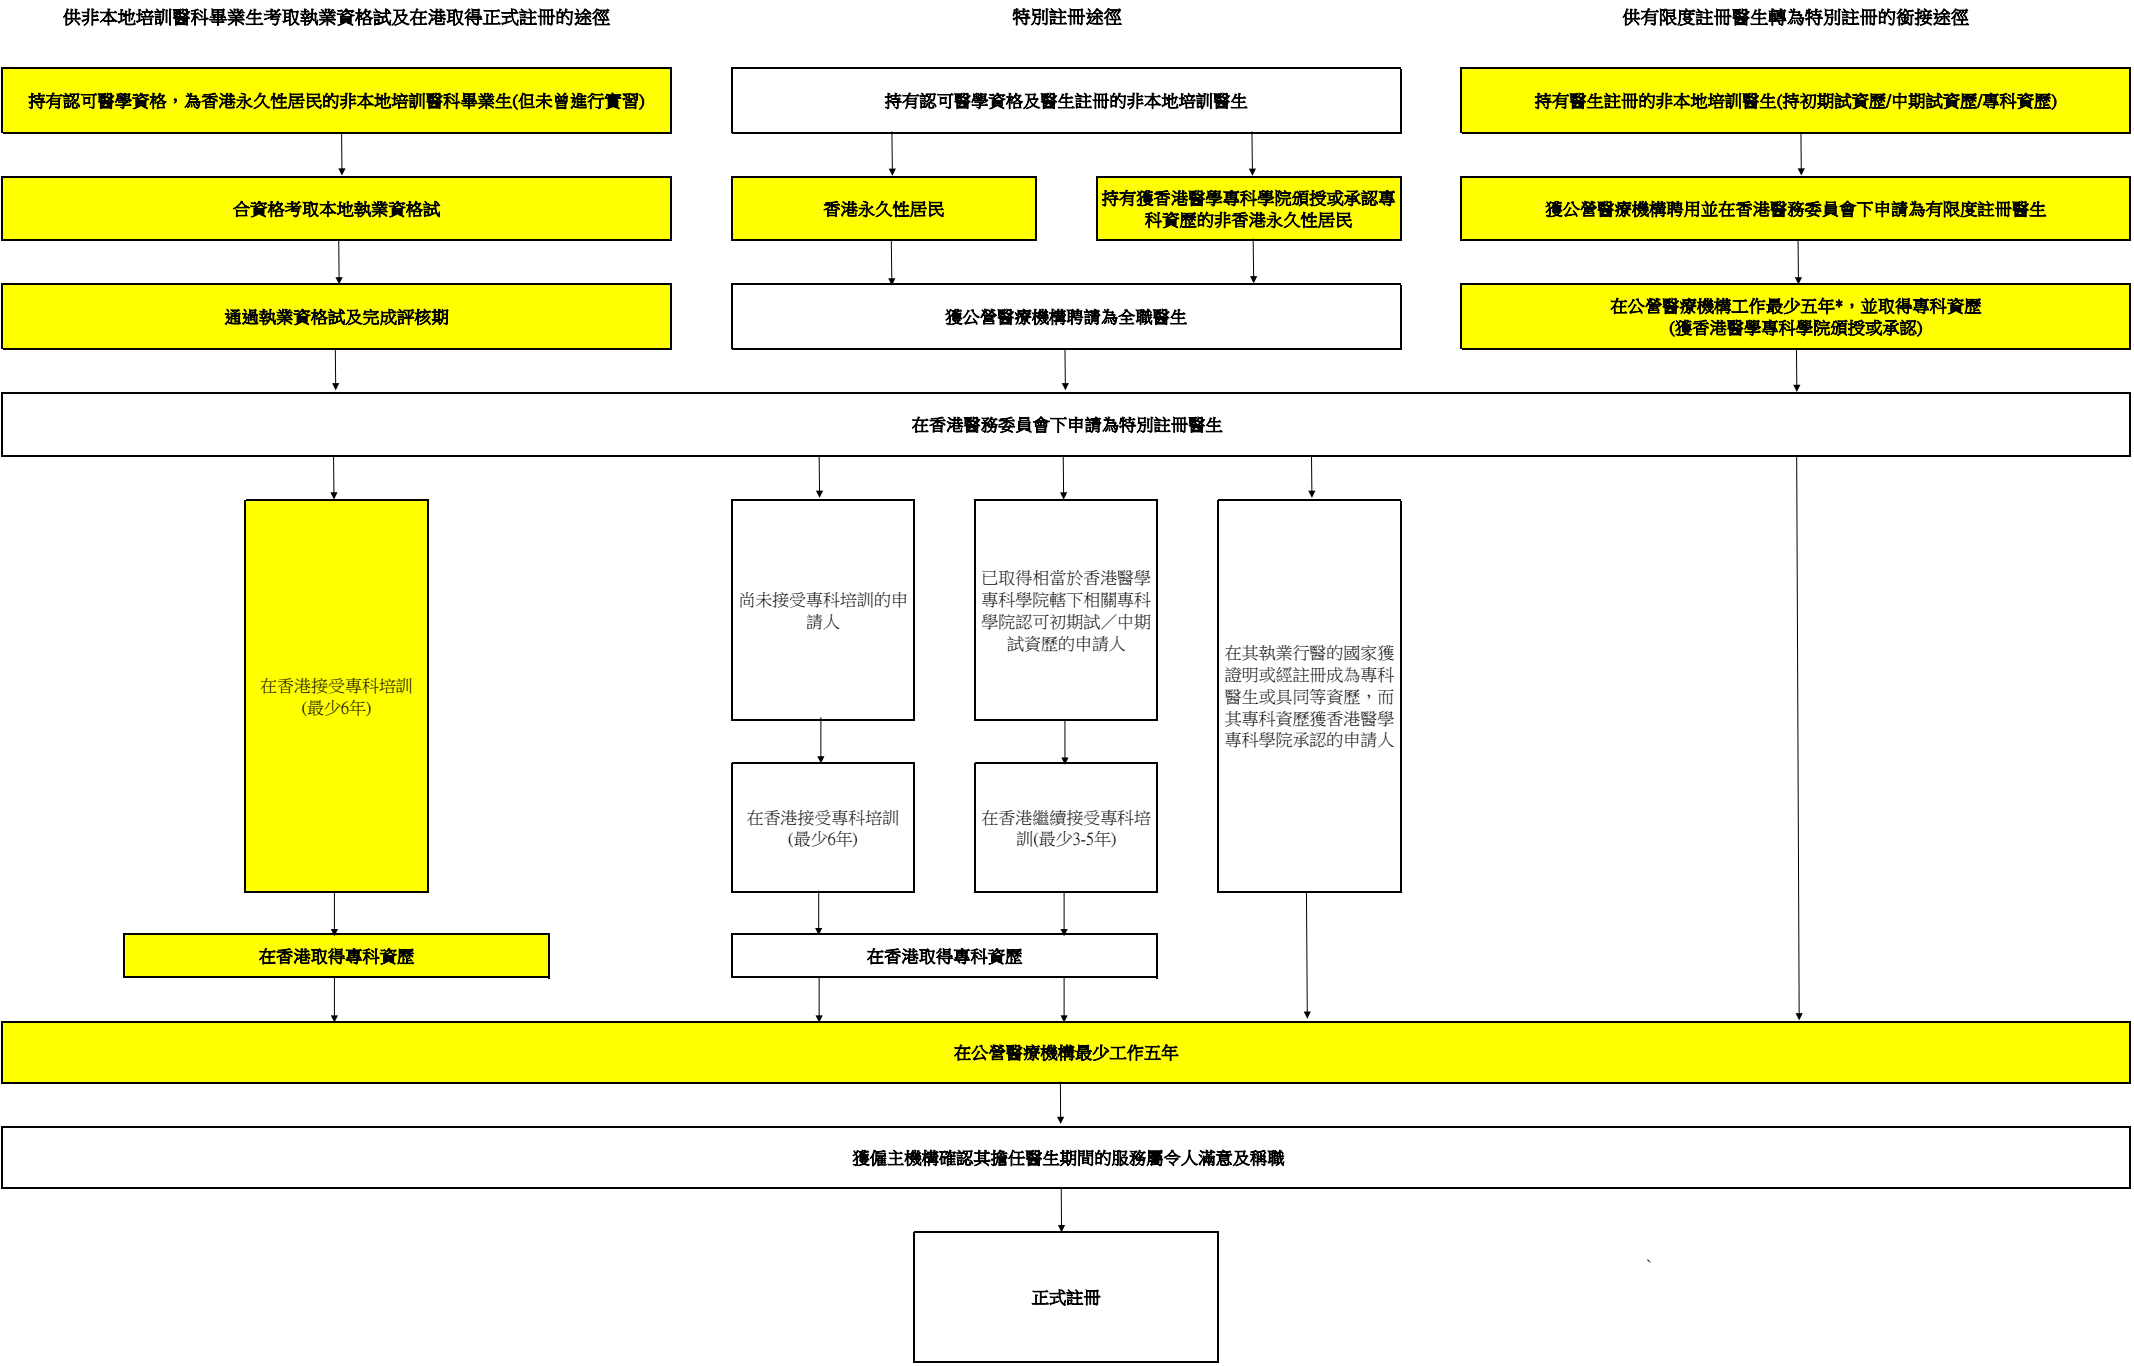 供非本地培訓醫科畢業生考取執業資格試及在港取得正式註冊的途徑
特別註冊途徑
供有限度註冊醫生轉為特別註冊的銜接途徑
持有認可醫學資格，為香港永久性居民的非本地培訓醫科畢業生(但未曾進行實習)
持有認可醫學資格及醫生註冊的非本地培訓醫生
持有醫生註冊的非本地培訓醫生(持初期試資歷/中期試資歷/專科資歷)
合資格考取本地執業資格試
香港永久性居民
持有獲香港醫學專科學院頒授或承認專
科資歷的非香港永久性居民
獲公營醫療機構聘用並在香港醫務委員會下申請為有限度註冊醫生
通過執業資格試及完成評核期
獲公營醫療機構聘請為全職醫生
在公營醫療機構工作最少五年*，並取得專科資歷
(獲香港醫學專科學院頒授或承認)
在香港醫務委員會下申請為特別註冊醫生
在香港接受專科培訓
(最少6年)
尚未接受專科培訓的申
請人
已取得相當於香港醫學
專科學院轄下相關專科
學院認可初期試／中期
試資歷的申請人
在其執業行醫的國家獲
證明或經註冊成為專科
醫生或具同等資歷，而
其專科資歷獲香港醫學
專科學院承認的申請人
在香港接受專科培訓
(最少6年)
在香港繼續接受專科培
訓(最少3-5年)
在香港取得專科資歷
在香港取得專科資歷
在公營醫療機構最少工作五年
獲僱主機構確認其擔任醫生期間的服務屬令人滿意及稱職
正式註冊
、